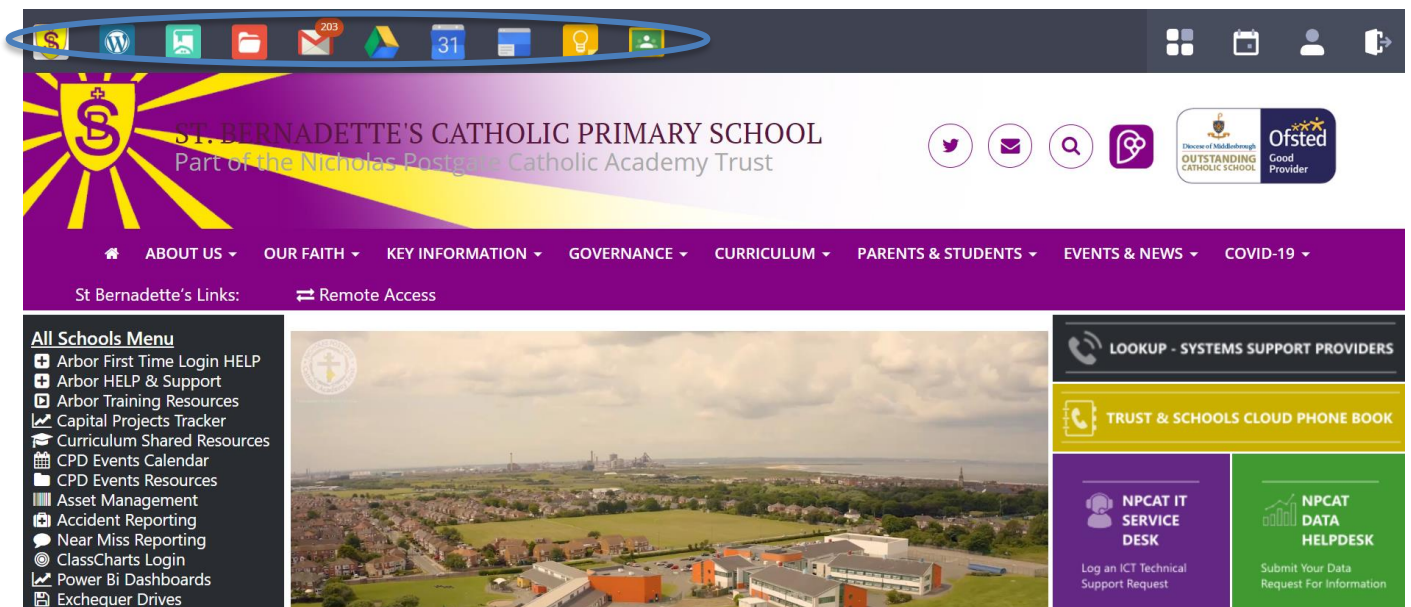 203
31
ST. BERNADETTE'S CATHOLIC PRIMARY SCHOOL
Part of the Nicholas Postgate Catholic Academy Trust
Diocese of Middlesbrough
OUTSTANDING
CATHOLIC SCHOOL
Ofsted
Good
Provider
ABOUT US
OUR FAITH
KEY INFORMATION
GOVERNANCE
CURRICULUM
PARENTS & STUDENTS
EVENTS & NEWS
COVID-19
St Bernadette's Links:
Remote Access
All Schools Menu
Arbor First Time Login HELP
Arbor HELP & Support
Arbor Training Resources
Capital Projects Tracker
Curriculum Shared Resources
CPD Events Calendar
CPD Events Resources
Asset Management
Accident Reporting
Near Miss Reporting
ClassCharts Login
Power Bi Dashboards
Exchequer Drives
LOOKUP - SYSTEMS SUPPORT PROVIDERS
TRUST & SCHOOLS CLOUD PHONE BOOK
NPCAT IT
SERVICE
DESK
Log an ICT Technical
Support Request
NPCAT
DATA
HELPDESK
Submit Your Data
Request For Information